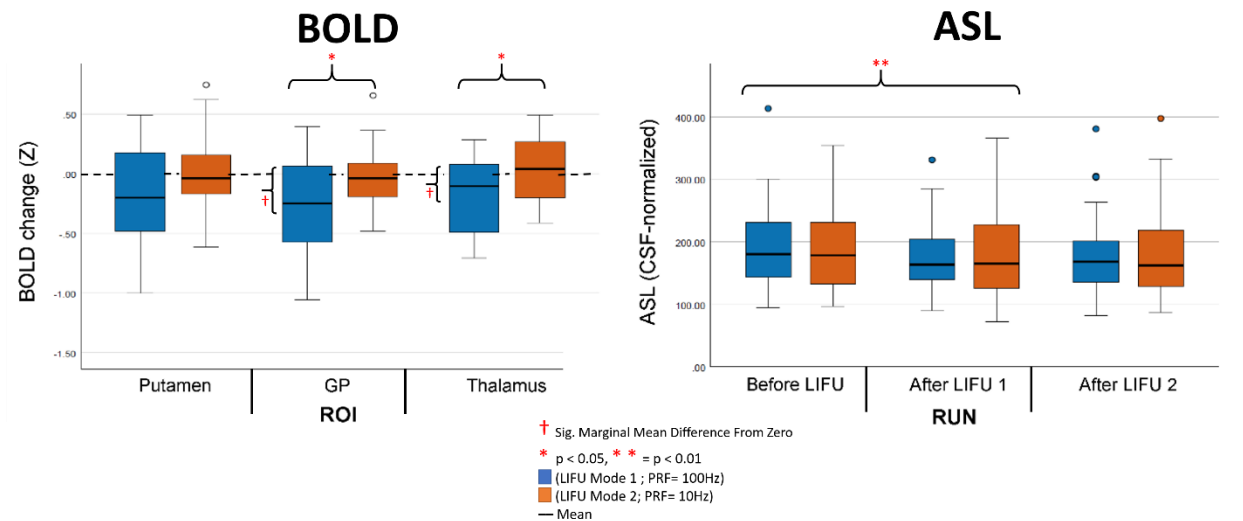 BOLD
*
*
BOLD change (Z)
.50
.00
-.50
-1.00
-1.50
†
†
Putamen
GP
Thalamus
ROI
ASL
**
ASL (CSF-normalized)
400.00
300.00
200.00
100.00
.00
Before LIFU
After LIFU 1
After LIFU 2
RUN
† Sig. Marginal Mean Difference From Zero
* p < 0.05, * * = p < 0.01
(LIFU Mode 1 ; PRF= 100Hz)
(LIFU Mode 2; PRF= 10Hz)
Mean